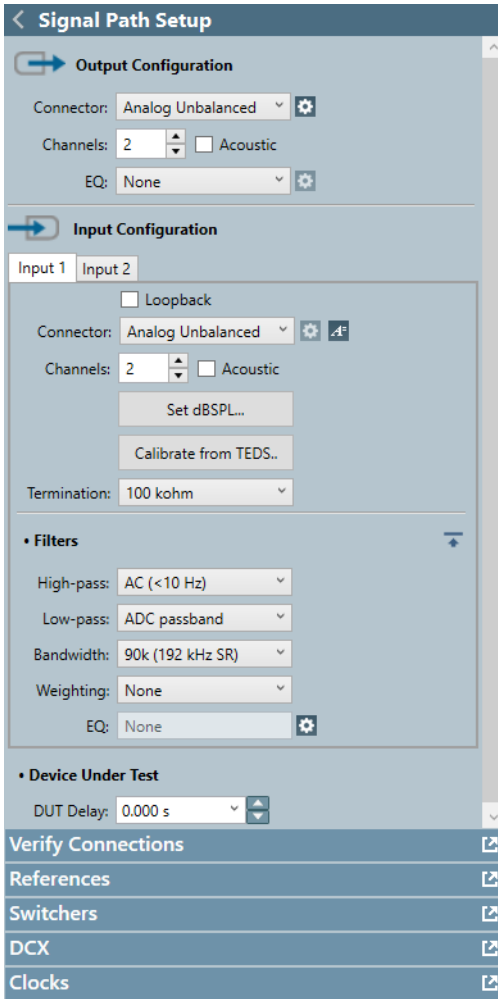 Signal Path Setup
Output Configuration
Connector: Analog Unbalanced
Channels: 2 Acoustic
EQ: None
Input Configuration
Input 1 Input 2
Loopback
Connector: Analog Unbalanced
Channels: 2 Acoustic
Set dBSPL...
Calibrate from TEDS..
Termination: 100 kohm
• Filters
High-pass: AC (<10 Hz)
Low-pass: ADC passband
Bandwidth: 90k (192 kHz SR)
Weighting: None
EQ: None
• Device Under Test
DUT Delay: 0.000 s
Verify Connections
References
Switchers
DCX
Clocks